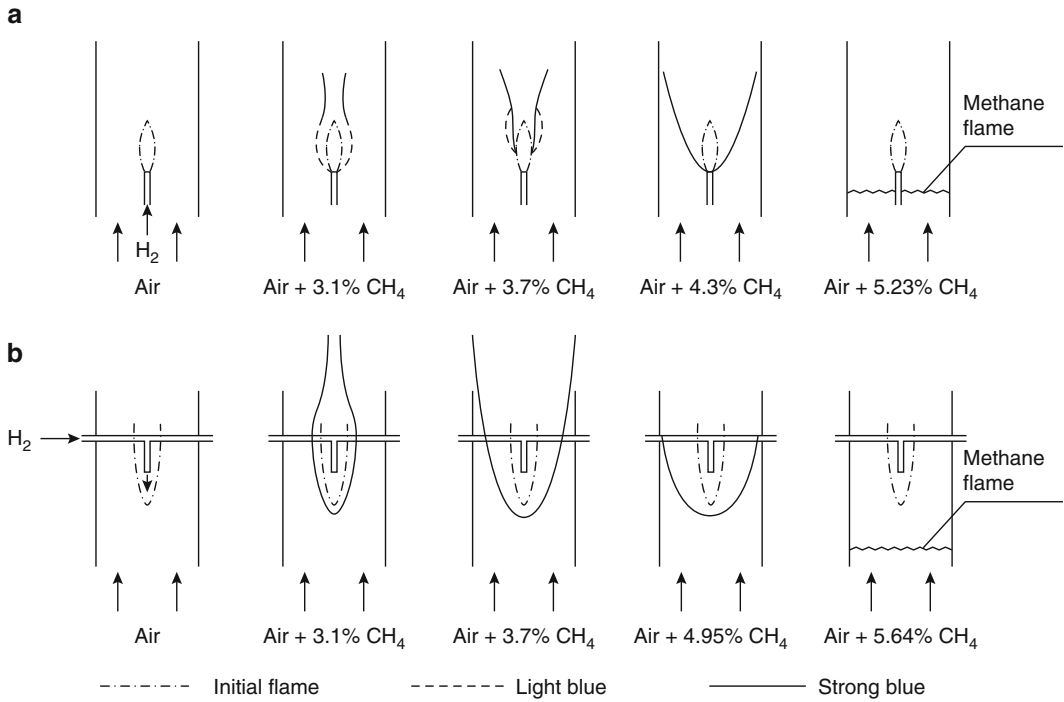 a
Methane
flame
H₂
Air
Air + 3.1% CH₄
Air + 3.7% CH₄
Air + 4.3% CH₄
Air + 5.23% CH₄
b
H₂
Methane
flame
Air
Air + 3.1% CH₄
Air + 3.7% CH₄
Air + 4.95% CH₄
Air + 5.64% CH₄
Initial flame
Light blue
Strong blue